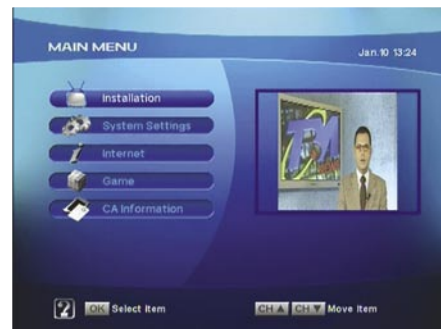 MAIN MENU
Jan.10 13:24
Installation
System Settings
Internet
Game
CA Information
OK Select Item
CH ▲ CH ▼ Move Item